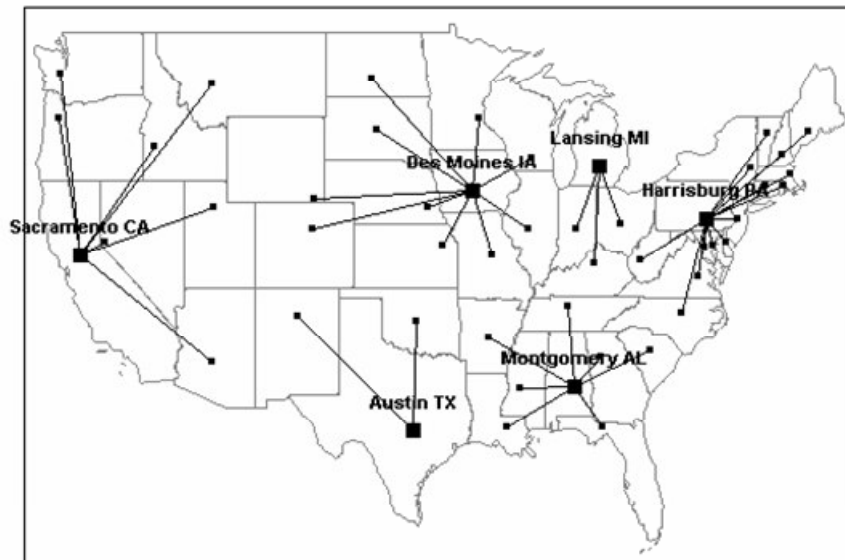 Lansing MI
Des Moines IA
Harrisburg PA
Sacramento CA
Montgomery AL
Austin TX